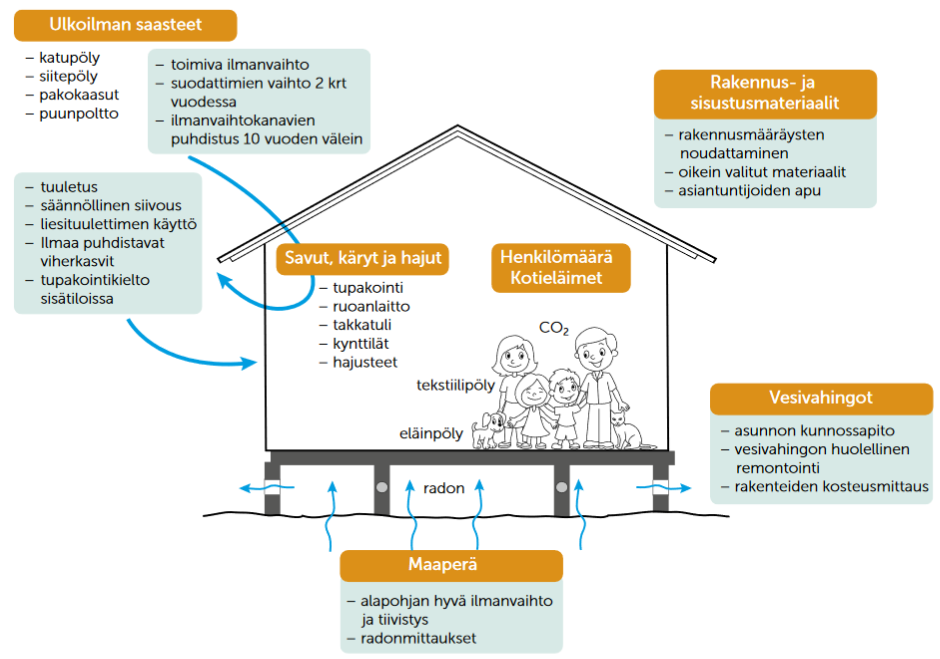 Ulkoilman saasteet
– katupöly
– siitepöly
– pakokaasut
– puunpoltto
– toimiva ilmanvaihto
– suodattimien vaihto 2 krt
vuodessa
– ilmanvaihtokanavien
puhdistus 10 vuoden välein
Rakennus- ja
sisustusmateriaalit
– rakennusmääräysten
noudattaminen
– oikein valitut materiaalit
– asiantuntijoiden apu
– tuuletus
– säännöllinen siivous
– liesituulettimen käyttö
– Ilmaa puhdistavat
viherkasvit
– tupakointikielto
sisätiloissa
Savut, käryt ja hajut
– tupakointi
– ruoanlaitto
– takkatuli
– kynttilät
– hajusteet
Henkilömäärä
Kotieläimet
CO₂
tekstiilipöly
eläinpöly
Vesivahingot
– asunnon kunnossapito
– vesivahingon huolellinen
remontointi
– rakenteiden kosteusmittaus
radon
Maaperä
– alapohjan hyvä ilmanvaihto
ja tiivistys
– radonmittaukset